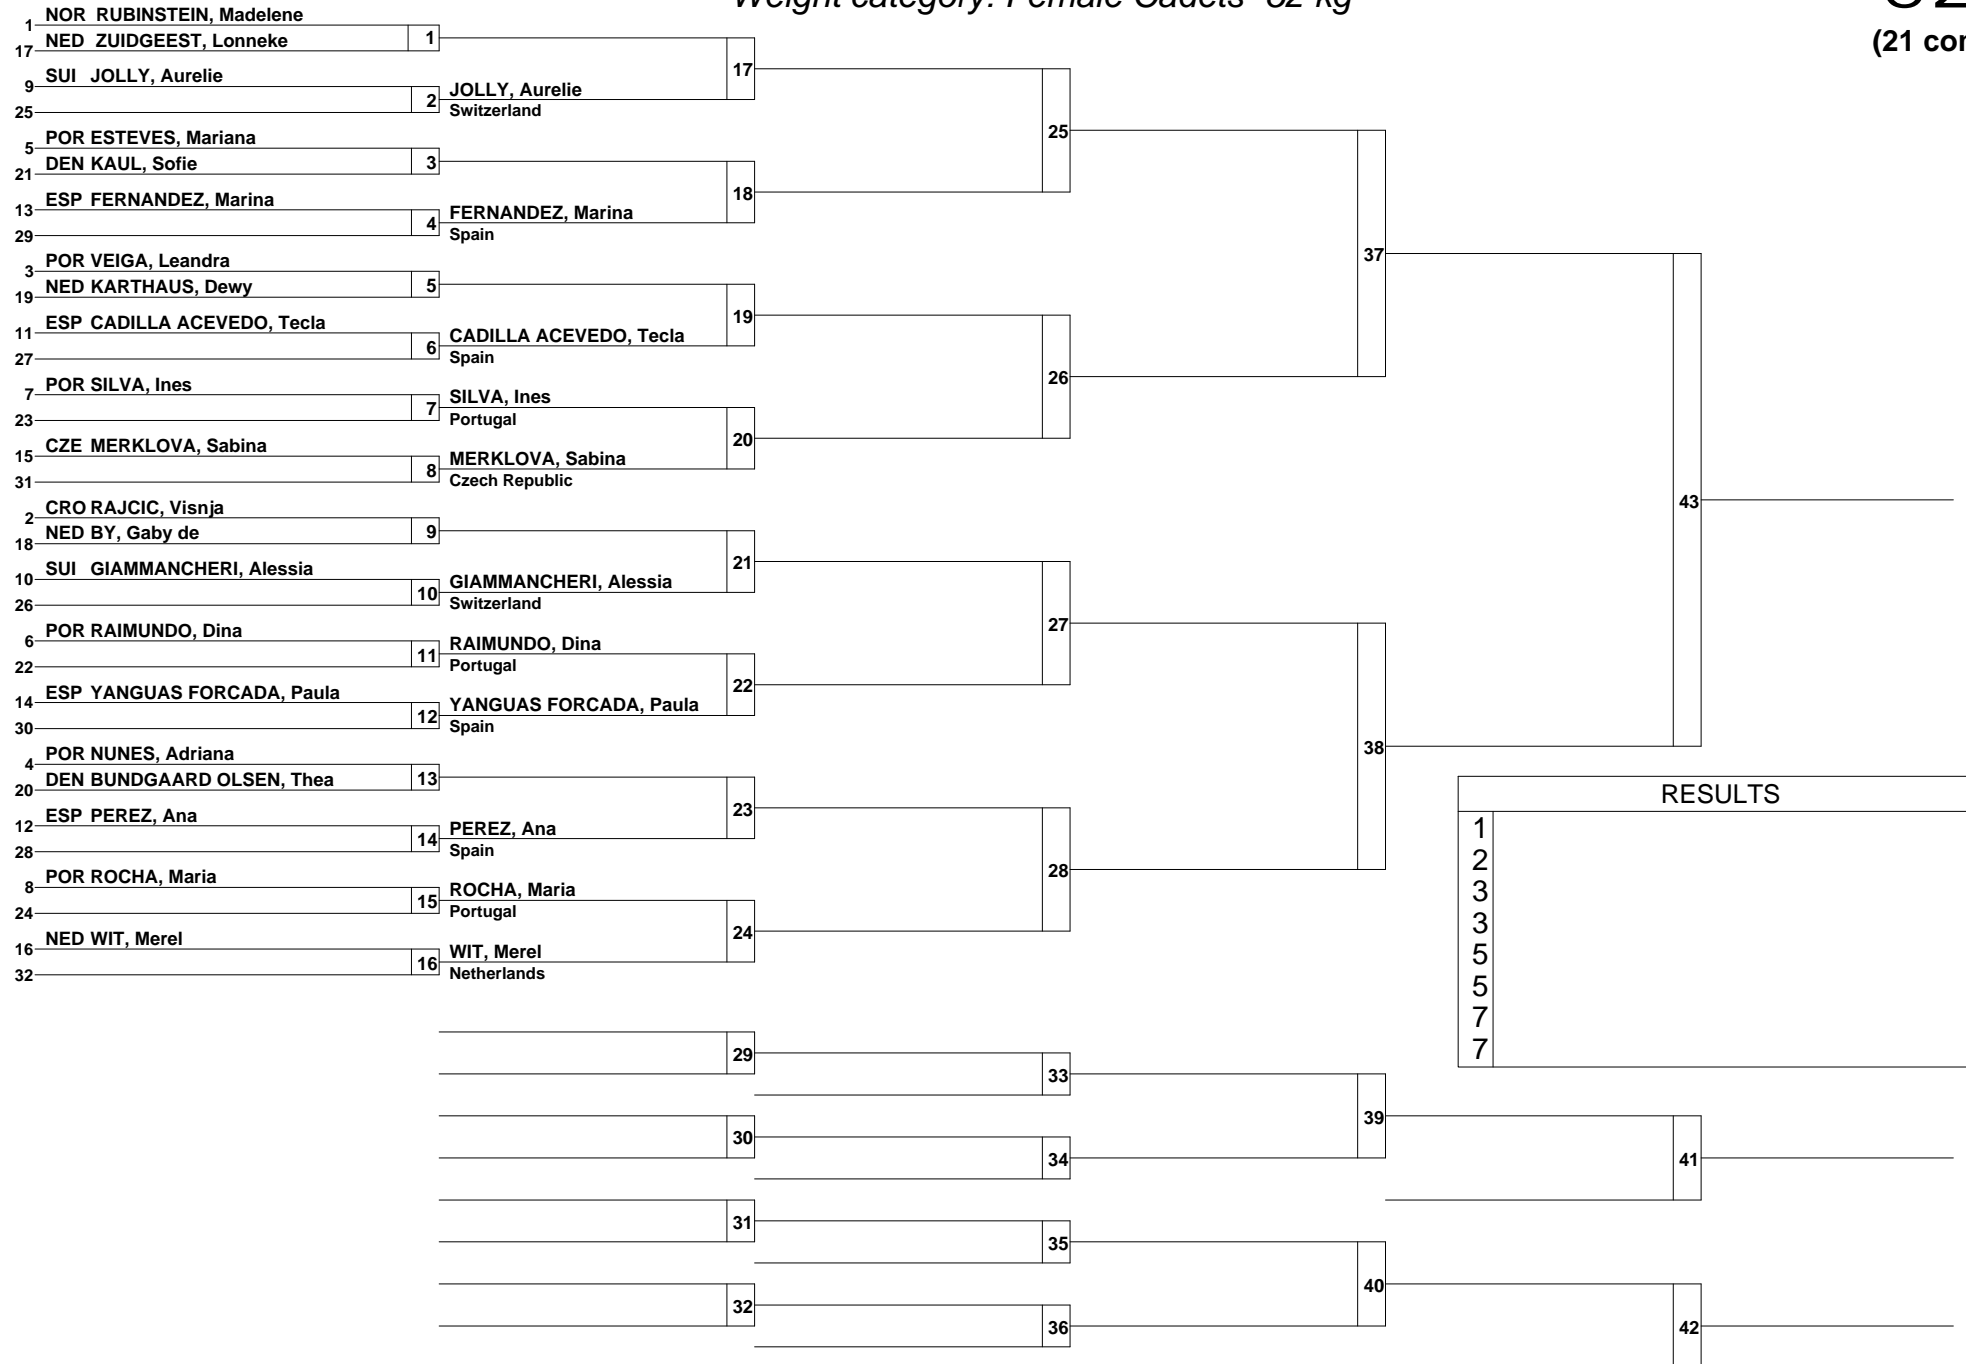 Weight category: Female Cadets -52 kg
(21 con
1 NOR RUBINSTEIN, Madelene
17 NED ZUIDGEEST, Lonneke
1
9 SUI JOLLY, Aurelie
25
2
JOLLY, Aurelie
Switzerland
17
5 POR ESTEVES, Mariana
21 DEN KAUL, Sofie
3
13 ESP FERNANDEZ, Marina
29
4
FERNANDEZ, Marina
Spain
18
25
3 POR VEIGA, Leandra
19 NED KARTHAUS, Dewy
5
11 ESP CADILLA ACEVEDO, Tecla
27
6
CADILLA ACEVEDO, Tecla
Spain
19
7 POR SILVA, Ines
23
7
SILVA, Ines
Portugal
15 CZE MERKLOVA, Sabina
31
8
MERKLOVA, Sabina
Czech Republic
20
26
37
2 CRO RAJCIC, Visnja
18 NED BY, Gaby de
9
10 SUI GIAMMANCHERI, Alessia
26
10
GIAMMANCHERI, Alessia
Switzerland
21
6 POR RAIMUNDO, Dina
22
11
RAIMUNDO, Dina
Portugal
14 ESP YANGUAS FORCADA, Paula
30
12
YANGUAS FORCADA, Paula
Spain
22
27
4 POR NUNES, Adriana
20 DEN BUNDGAARD OLSEN, Thea
13
12 ESP PEREZ, Ana
28
14
PEREZ, Ana
Spain
23
8 POR ROCHA, Maria
24
15
ROCHA, Maria
Portugal
16 NED WIT, Merel
32
16
WIT, Merel
Netherlands
24
28
38
43
RESULTS
1
2
3
3
5
5
7
7
29
33
30
34
39
41
31
35
32
36
40
42